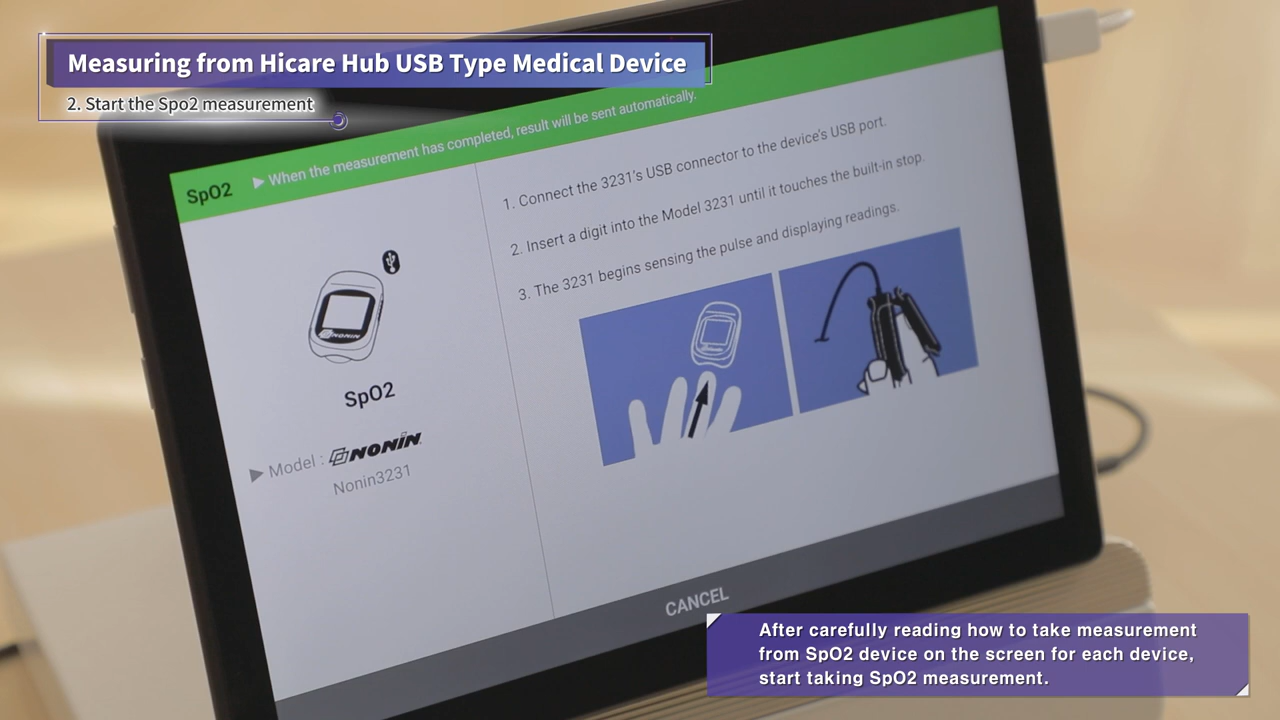 Measuring from Hicare Hub USB Type Medical Device
2. Start the Spo2 measurement
SpO2
▶ When the measurement has completed, result will be sent automatically.
SpO2
▶ Model : NONIN
Nonin3231
1. Connect the 3231's USB connector to the device's USB port.
2. Insert a digit into the Model 3231 until it touches the built-in stop.
3. The 3231 begins sensing the pulse and displaying readings.
NONIN
CANCEL
After carefully reading how to take measurement
from SpO2 device on the screen for each device,
start taking SpO2 measurement.